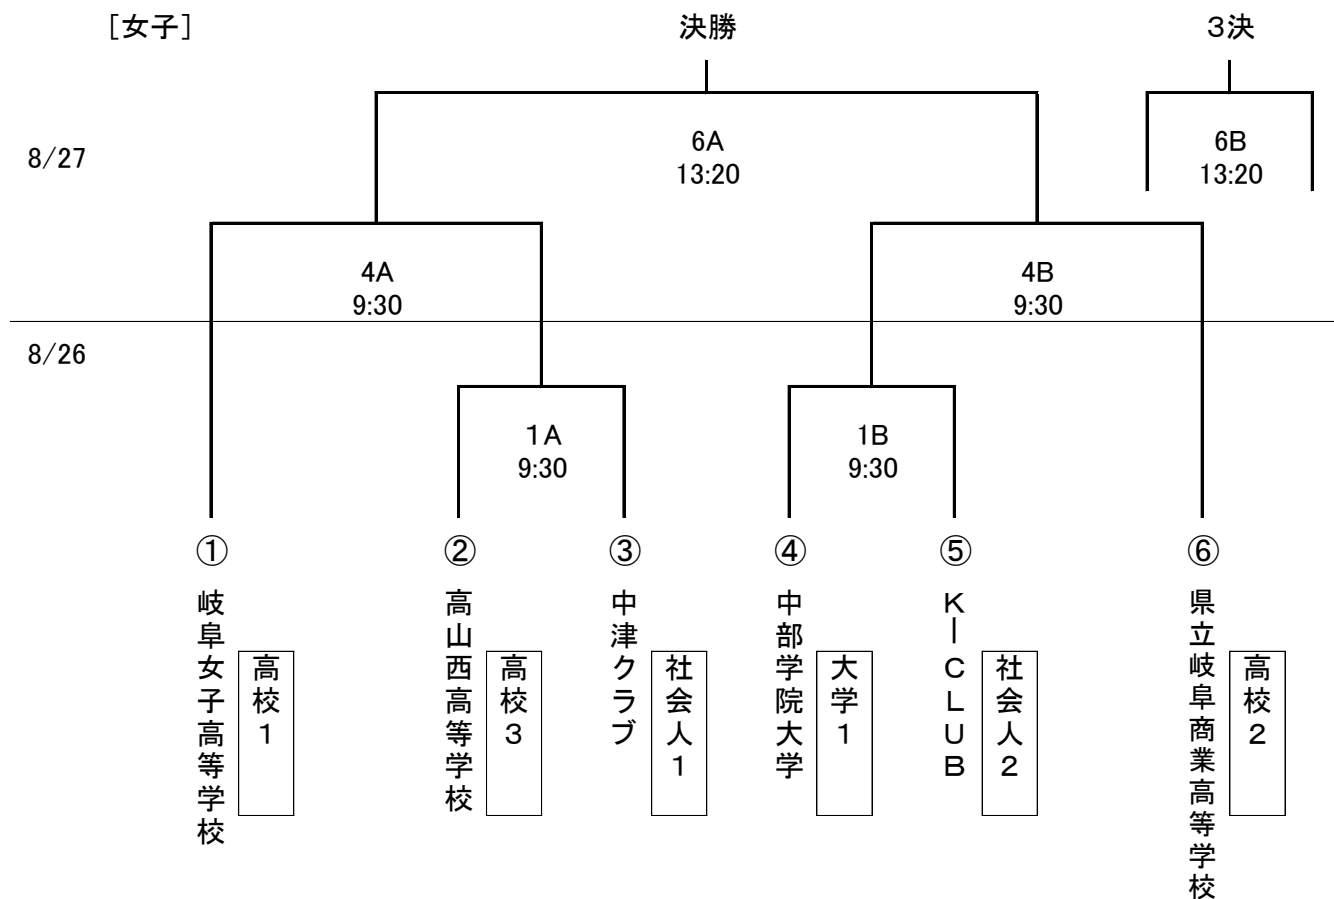 ［女子］
決勝
３決
8/27
6A
13:20
6B
13:20
4A
9:30
4B
9:30
8/26
１A
9:30
1B
9:30
①
②
③
④
⑤
⑥
岐阜女子高等学校
高校１
高山西高等学校
高校３
中津クラブ
社会人１
中部学院大学
大学１
Ｋ－ＣＬＵＢ
社会人２
県立岐阜商業高等学校
高校２